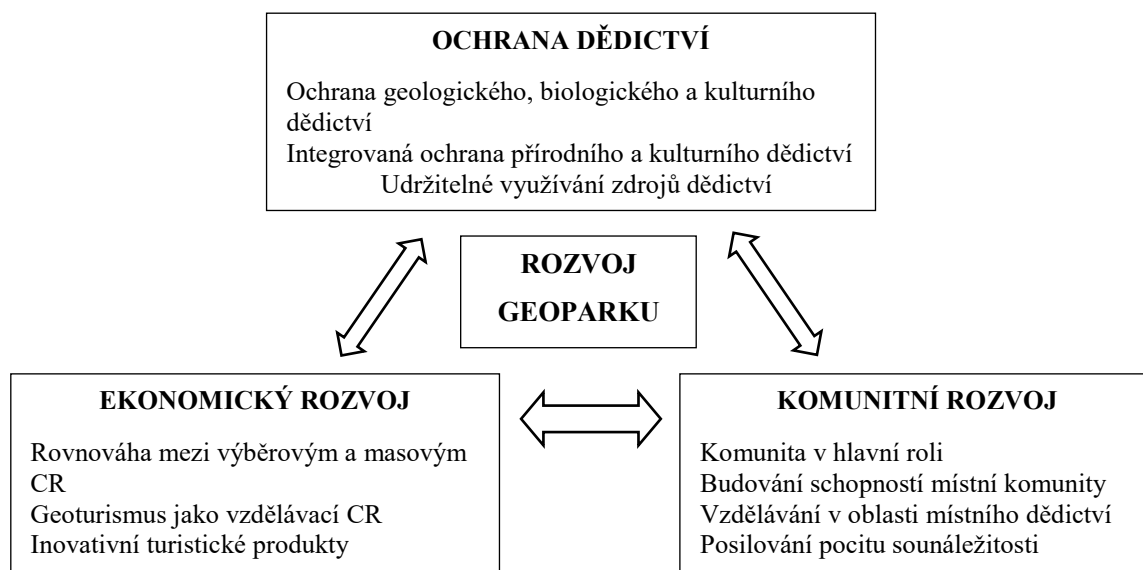 OCHRANA DĚDICTVÍ
Ochrana geologického, biologického a kulturního
dědictví
Integrovaná ochrana přírodního a kulturního dědictví
Udržitelné využívání zdrojů dědictví
ROZVOJ
GEOPARKU
EKONOMICKÝ ROZVOJ
Rovnováha mezi výběrovým a masovým
CR
Geoturismus jako vzdělávací CR
Inovativní turistické produkty
KOMUNITNÍ ROZVOJ
Komunita v hlavní roli
Budování schopností místní komunity
Vzdělávání v oblasti místního dědictví
Posilování pocitu sounáležitosti